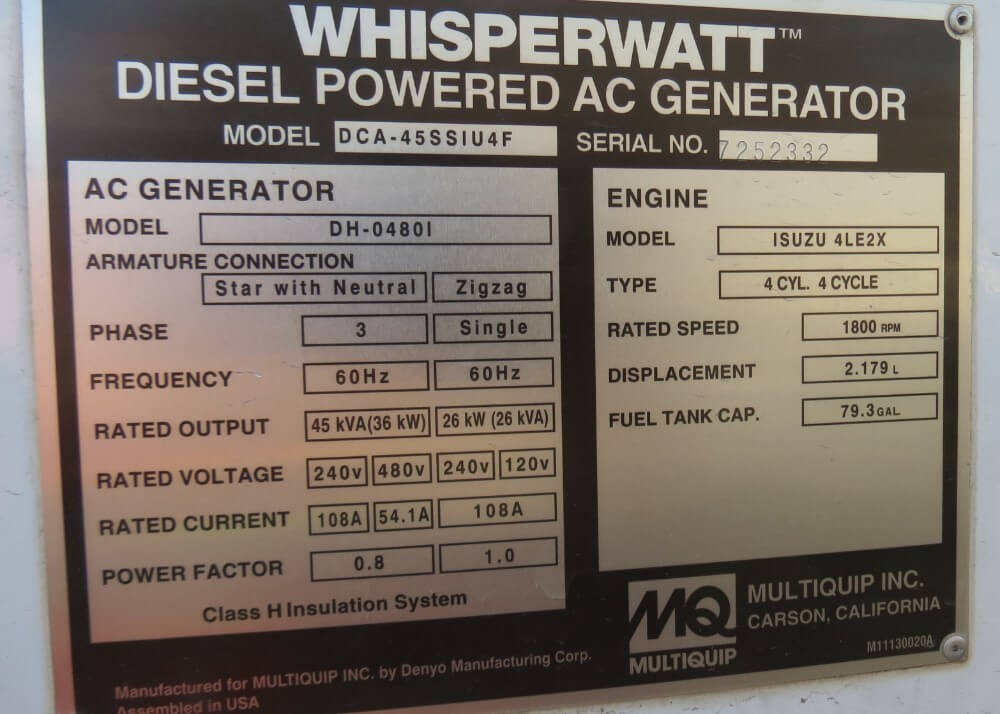 WHISPERWATT™
DIESEL POWERED AC GENERATOR
MODEL DCA-45SSIU4F
SERIAL NO. 7252332
AC GENERATOR
MODEL DH-0480I
ARMATURE CONNECTION
Star with Neutral Zigzag
PHASE 3 Single
FREQUENCY 60Hz 60Hz
RATED OUTPUT 45 kVA(36 kW) 26 kW (26 kVA)
RATED VOLTAGE 240v 480v 240v 120v
RATED CURRENT 108A 54.1A 108A
POWER FACTOR 0.8 1.0
Class H Insulation System
ENGINE
MODEL ISUZU 4LE2X
TYPE 4 CYL. 4 CYCLE
RATED SPEED 1800 RPM
DISPLACEMENT 2.179 L
FUEL TANK CAP. 79.3 GAL
MQ
MULTIQUIP
MULTIQUIP INC.
CARSON, CALIFORNIA
M11130020A
Manufactured for MULTIQUIP INC. by Denyo Manufacturing Corp.
Assembled in USA